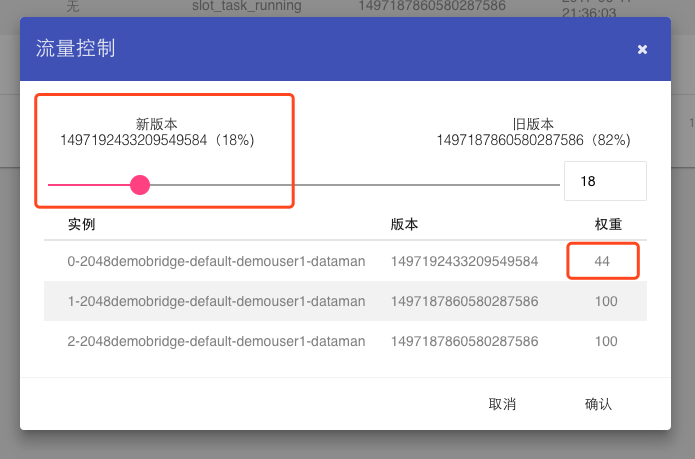 无 slot_task_running 1497187860580287586
21:36:03
流量控制 ×
新版本 旧版本
1497192433209549584（18%） 1497187860580287586（82%）
18
实例 版本 权重
0-2048demobridge-default-demouser1-dataman 1497192433209549584 44
1-2048demobridge-default-demouser1-dataman 1497187860580287586 100
2-2048demobridge-default-demouser1-dataman 1497187860580287586 100
取消 确认